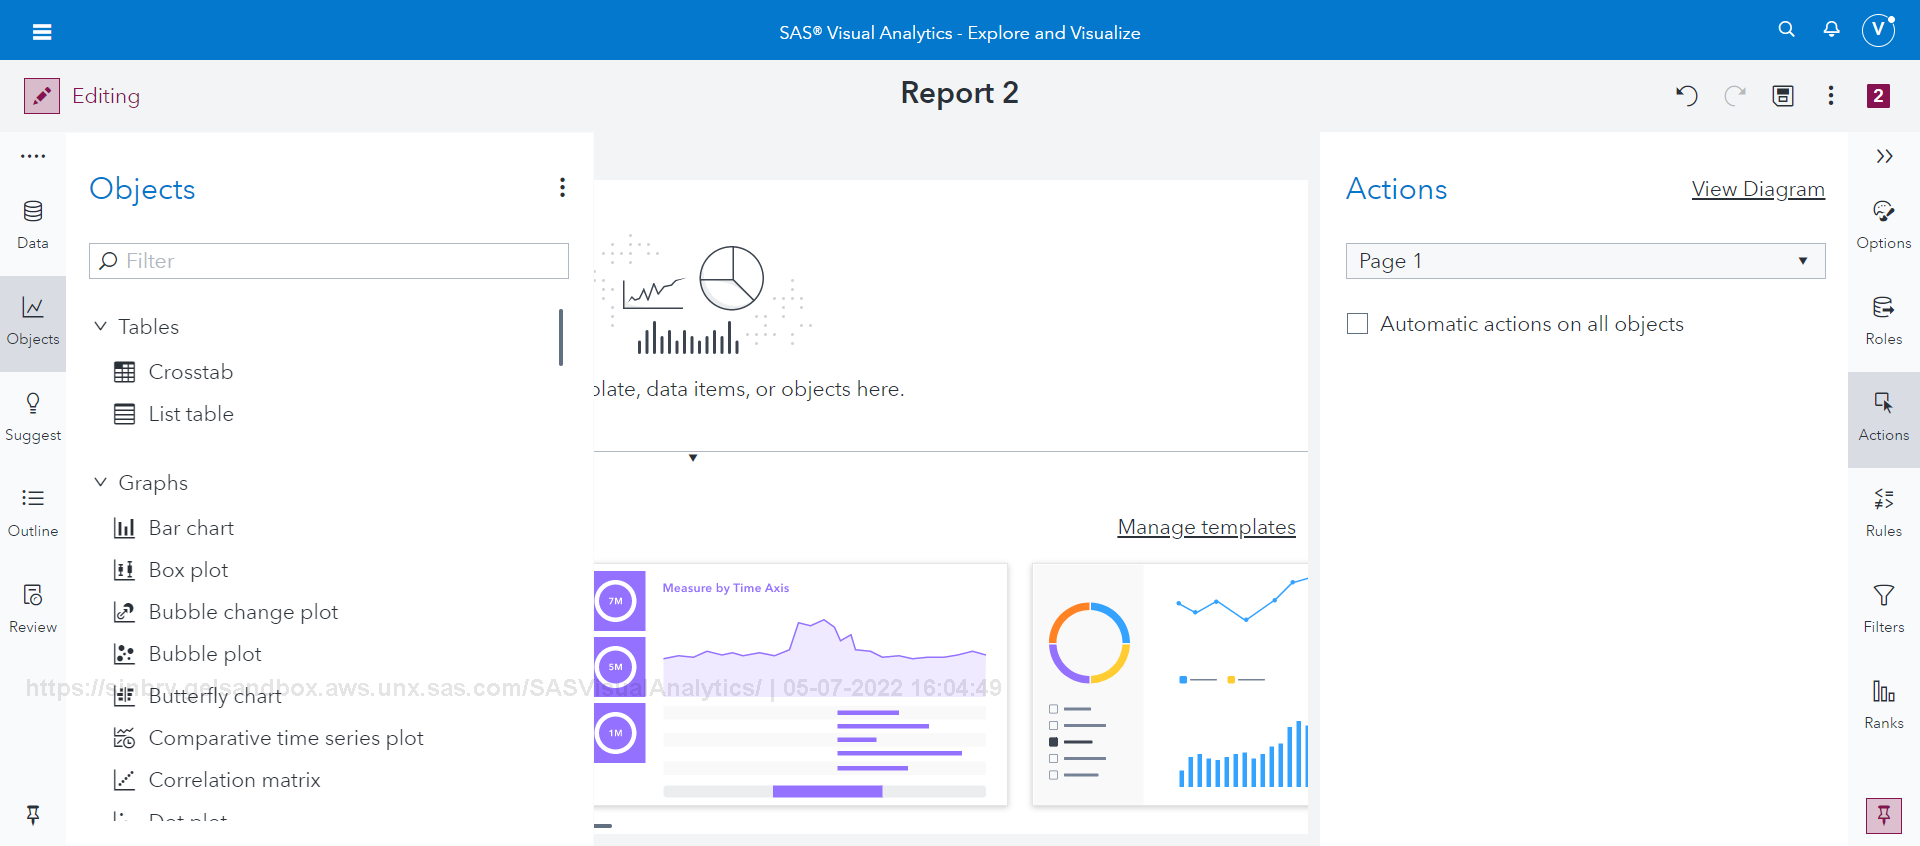 SAS® Visual Analytics - Explore and Visualize
V
Editing
Report 2
2
Data
Objects
Suggest
Outline
Review
Objects
Filter
Tables
Crosstab
List table
Graphs
Bar chart
Box plot
Bubble change plot
Bubble plot
Butterfly chart
Comparative time series plot
Correlation matrix
Dot plot
plate, data items, or objects here.
Manage templates
7M
5M
1M
Measure by Time Axis
https://sinbrv.gelsandbox.aws.unx.sas.com/SASVisualAnalytics/ | 05-07-2022 16:04:49
Actions
View Diagram
Page 1
Automatic actions on all objects
Options
Roles
Actions
Rules
Filters
Ranks